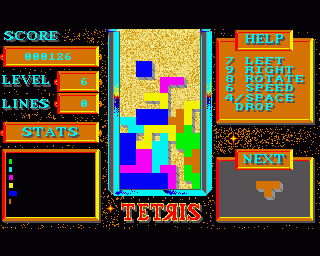 SCORE
000126
LEVEL 6
LINES 0
STATS
HELP
7 LEFT
9 RIGHT
8 ROTATE
6 SPEED
4/SPACE
DROP
NEXT
TETRIS